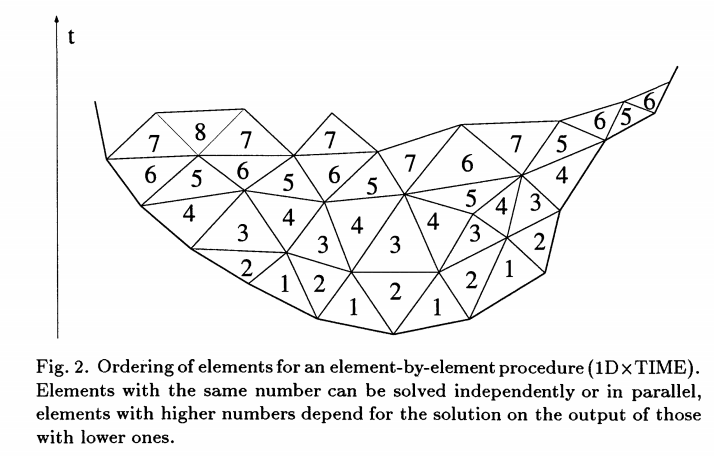 t
7 8 7 7 7 6 7 5 6 5 6
6 5 6 5 6 5 4
4 3 4 3 4 3 4 5 3 4 3 2
2 1 2 1 2 1 2 1
Fig. 2. Ordering of elements for an element-by-element procedure (1D×TIME).
Elements with the same number can be solved independently or in parallel,
elements with higher numbers depend for the solution on the output of those
with lower ones.